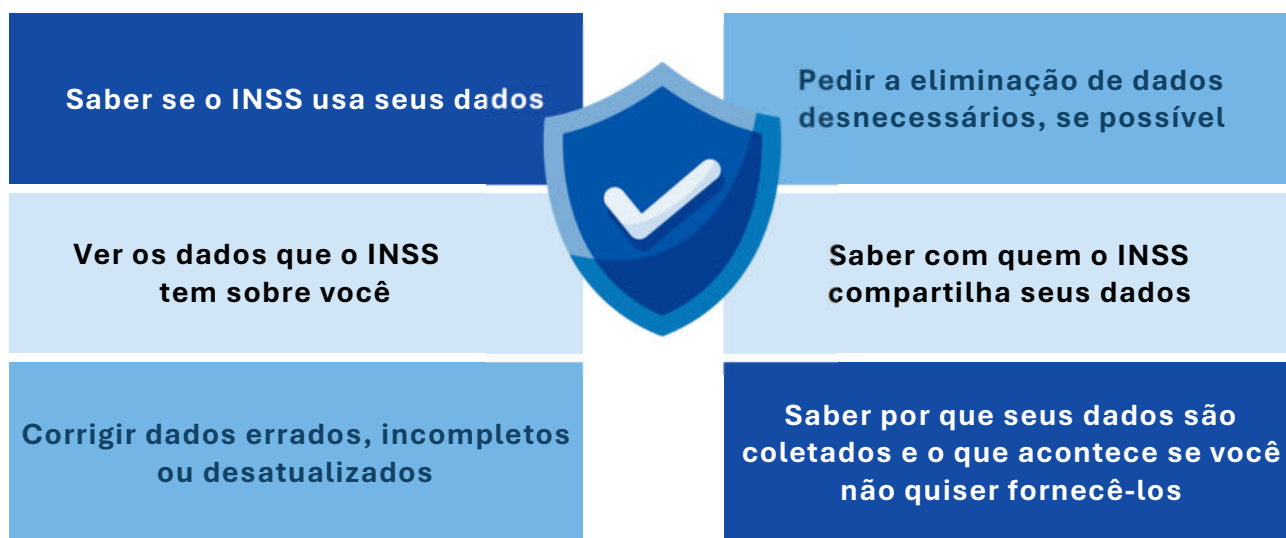 Saber se o INSS usa seus dados
Ver os dados que o INSS
tem sobre você
Corrigir dados errados, incompletos
ou desatualizados
Pedir a eliminação de dados
desnecessários, se possível
Saber com quem o INSS
compartilha seus dados
Saber por que seus dados são
coletados e o que acontece se você
não quiser fornecê-los